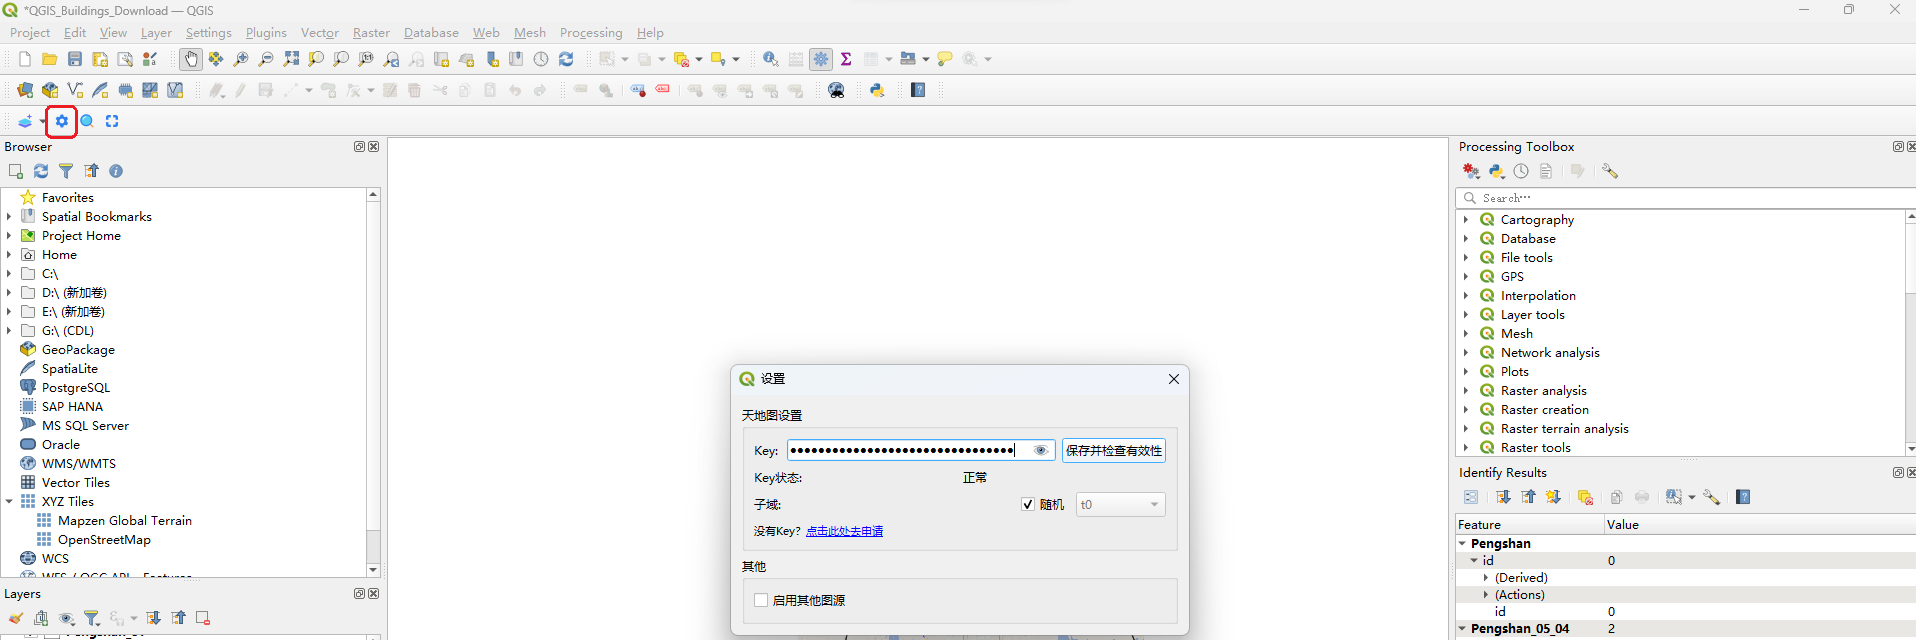 *QGIS_Buildings_Download — QGIS
Project Edit View Layer Settings Plugins Vector Raster Database Web Mesh Processing Help
Browser
Favorites
Spatial Bookmarks
Project Home
Home
C:\
D:\ (新加卷)
E:\ (新加卷)
G:\ (CDL)
GeoPackage
SpatiaLite
PostgreSQL
SAP HANA
MS SQL Server
Oracle
WMS/WMTS
Vector Tiles
XYZ Tiles
Mapzen Global Terrain
OpenStreetMap
WCS
WFS / OGC API - Features
Layers
设置
天地图设置
Key:
保存并检查有效性
Key状态: 正常
子域: 随机 t0
没有Key? 点击此处去申请
其他
启用其他图源
Processing Toolbox
Search…
Cartography
Database
File tools
GPS
Interpolation
Layer tools
Mesh
Network analysis
Plots
Raster analysis
Raster creation
Raster terrain analysis
Raster tools
Identify Results
Feature Value
Pengshan
id 0
(Derived)
(Actions)
id 0
Pengshan_05_04 2